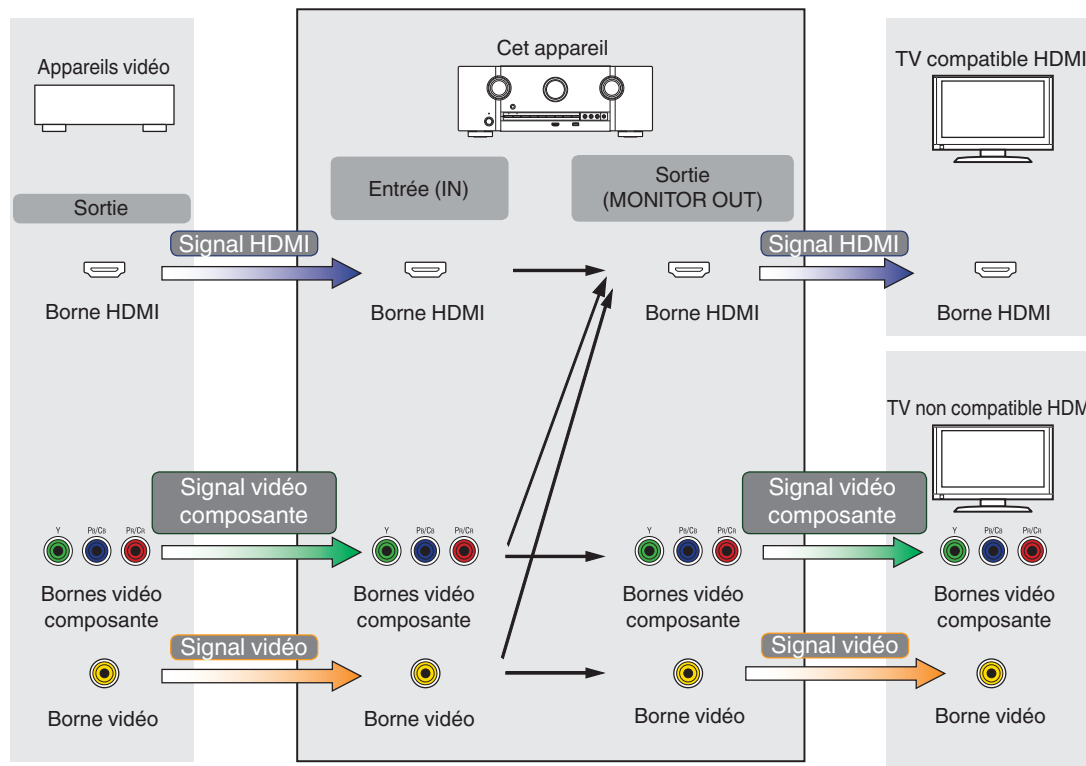 Cet appareil
Appareils vidéo
TV compatible HDMI
Entrée (IN)
Sortie
(MONITOR OUT)
Sortie
Signal HDMI
Signal HDMI
Borne HDMI
Borne HDMI
Borne HDMI
Borne HDMI
TV non compatible HDM
Signal vidéo
composante
Signal vidéo
composante
Y PB/CB PR/CR
Y PB/CB PR/CR
Y PB/CB PR/CR
Y PB/CB PR/CR
Bornes vidéo
composante
Bornes vidéo
composante
Bornes vidéo
composante
Bornes vidéo
composante
Signal vidéo
Signal vidéo
Borne vidéo
Borne vidéo
Borne vidéo
Borne vidéo